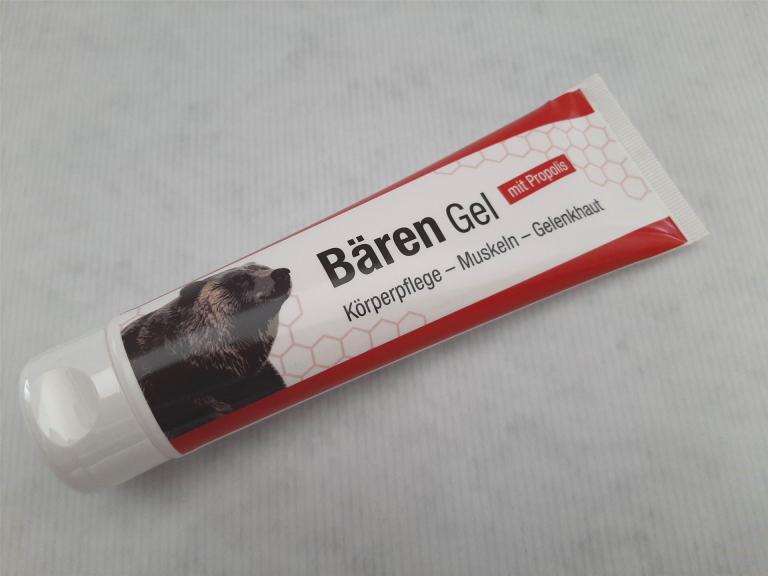 Bären Gel
mit Propolis
Körperpflege – Muskeln – Gelenkhaut